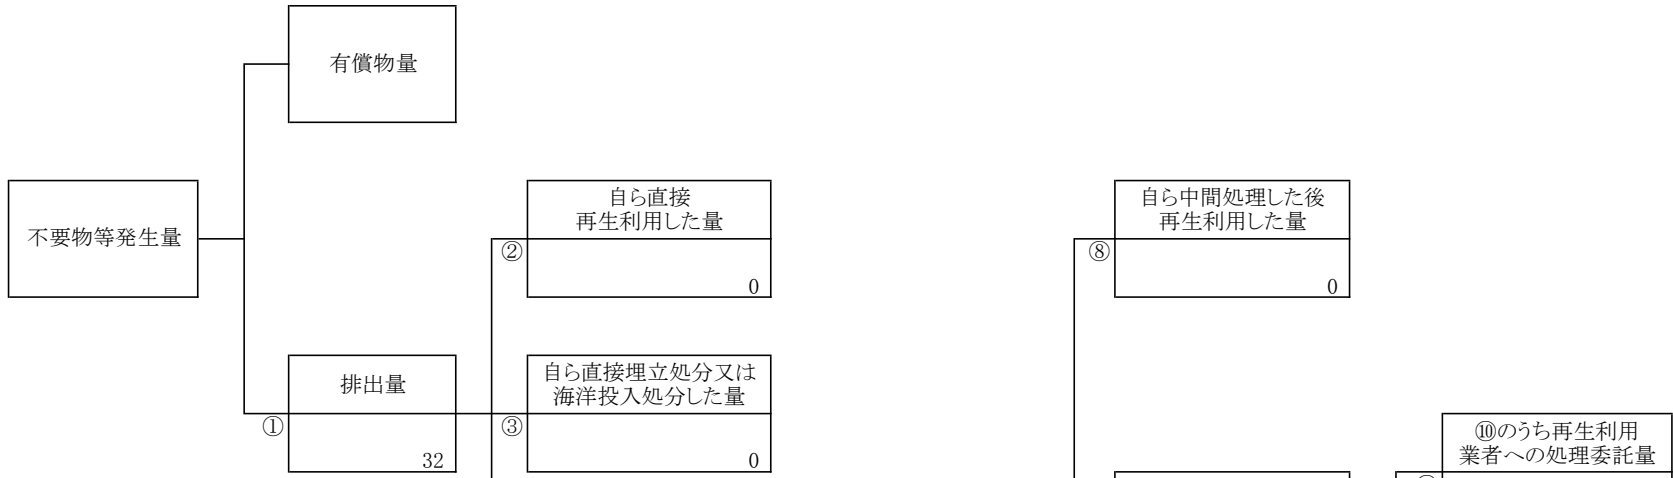 有償物量
不要物等発生量
自ら直接
再生利用した量
②
0
自ら中間処理した後
再生利用した量
⑧
0
排出量
①
32
自ら直接埋立処分又は
海洋投入処分した量
③
0
⑩のうち再生利用
業者への処理委託量